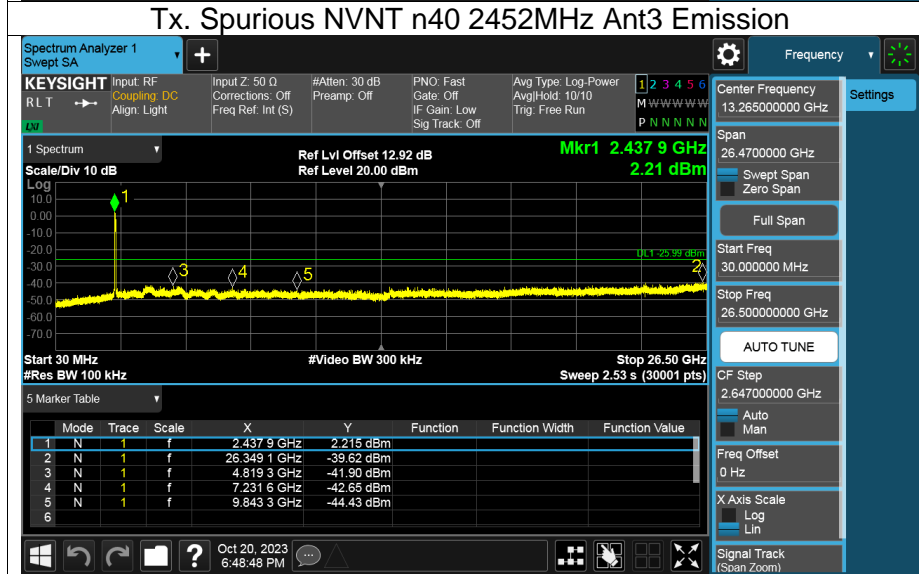 Tx. Spurious NVNT n40 2452MHz Ant3 Emission
Spectrum Analyzer 1
Swept SA
+
Frequency
KEYSIGHT
R L T
LXI
Input: RF
Coupling: DC
Align: Light
Input Z: 50 Ω
Corrections: Off
Freq Ref: Int (S)
#Atten: 30 dB
Preamp: Off
PNO: Fast
Gate: Off
IF Gain: Low
Sig Track: Off
Avg Type: Log-Power
Avg|Hold: 10/10
Trig: Free Run
1 2 3 4 5 6
M W W W W W
P N N N N N
1 Spectrum
Scale/Div 10 dB
Ref Lvl Offset 12.92 dB
Ref Level 20.00 dBm
Mkr1 2.437 9 GHz
2.21 dBm
Log
10.0
0.00
-10.0
-20.0
-30.0
-40.0
-50.0
-60.0
-70.0
1
3
4
5
2
DL1 -25.99 dBm
Start 30 MHz
#Video BW 300 kHz
Stop 26.50 GHz
#Res BW 100 kHz
Sweep 2.53 s (30001 pts)
5 Marker Table
Mode Trace Scale X Y Function Function Width Function Value
1 N 1 f 2.437 9 GHz 2.215 dBm
2 N 1 f 26.349 1 GHz -39.62 dBm
3 N 1 f 4.819 3 GHz -41.90 dBm
4 N 1 f 7.231 6 GHz -42.65 dBm
5 N 1 f 9.843 3 GHz -44.43 dBm
6
?
Oct 20, 2023
6:48:48 PM
Center Frequency
13.265000000 GHz
Settings
Span
26.4700000 GHz
Swept Span
Zero Span
Full Span
Start Freq
30.000000 MHz
Stop Freq
26.500000000 GHz
AUTO TUNE
CF Step
2.647000000 GHz
Auto
Man
Freq Offset
0 Hz
X Axis Scale
Log
Lin
Signal Track
(Span Zoom)